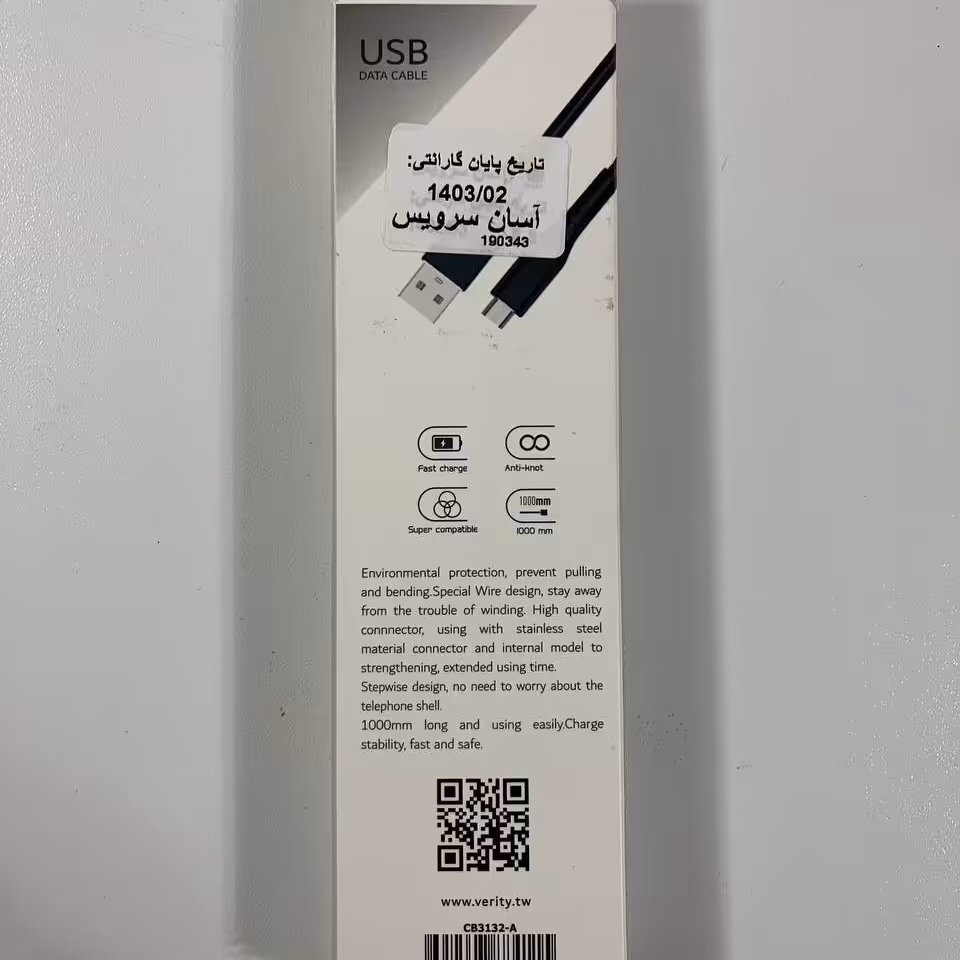 USB
DATA CABLE
تاریخ پایان گارانتی:
1403/02
آسان سرویس
190343
Fast charge
Anti-knot
Super compatible
1000mm
1000 mm
Environmental protection, prevent pulling
and bending.Special Wire design, stay away
from the trouble of winding. High quality
connnector, using with stainless steel
material connector and internal model to
strengthening, extended using time.
Stepwise design, no need to worry about the
telephone shell.
1000mm long and using easily.Charge
stability, fast and safe.
www.verity.tw
CB3132-A